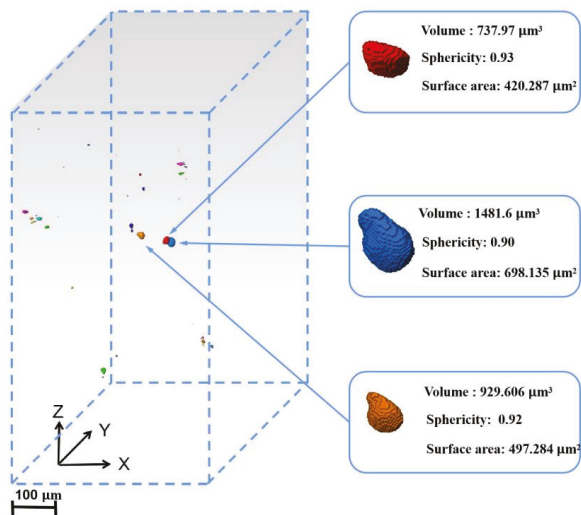 Volume : 737.97 μm³
Sphericity: 0.93
Surface area: 420.287 μm²
Volume : 1481.6 μm³
Sphericity: 0.90
Surface area: 698.135 μm²
Volume : 929.606 μm³
Sphericity: 0.92
Surface area: 497.284 μm²
Z
Y
X
100 μm